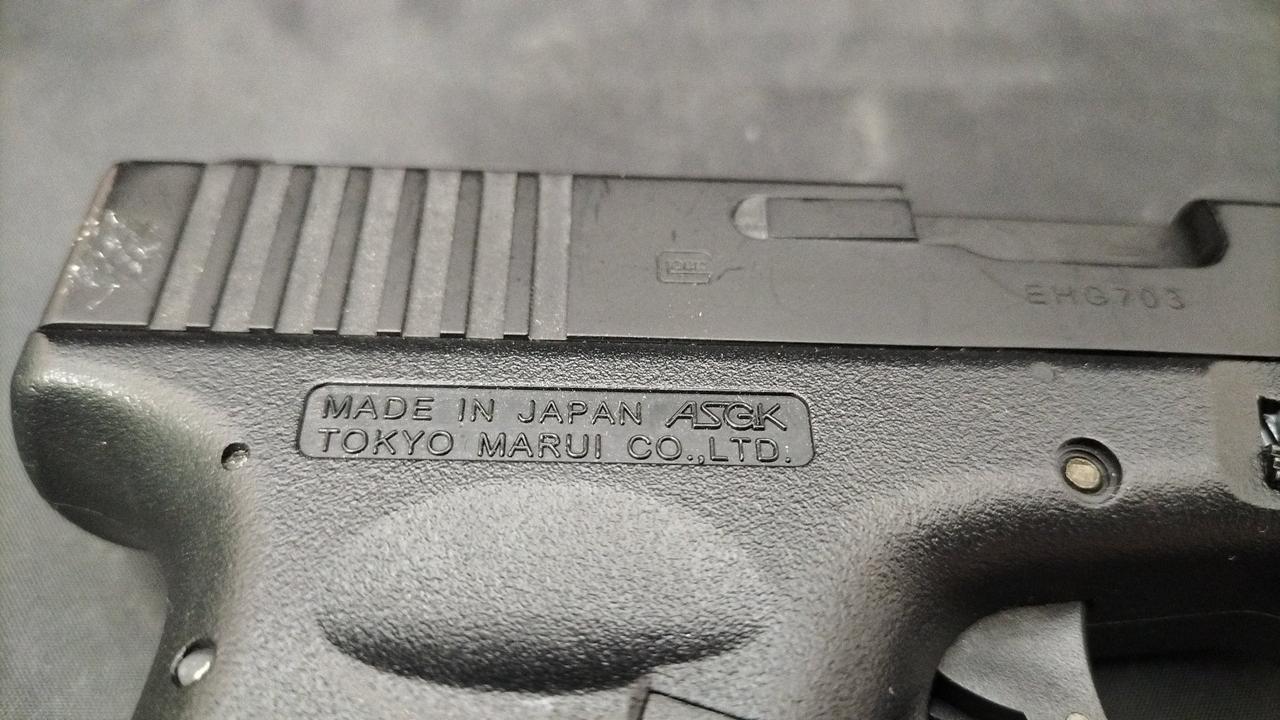 EHG703
MADE IN JAPAN ASGK
TOKYO MARUI CO.,LTD.